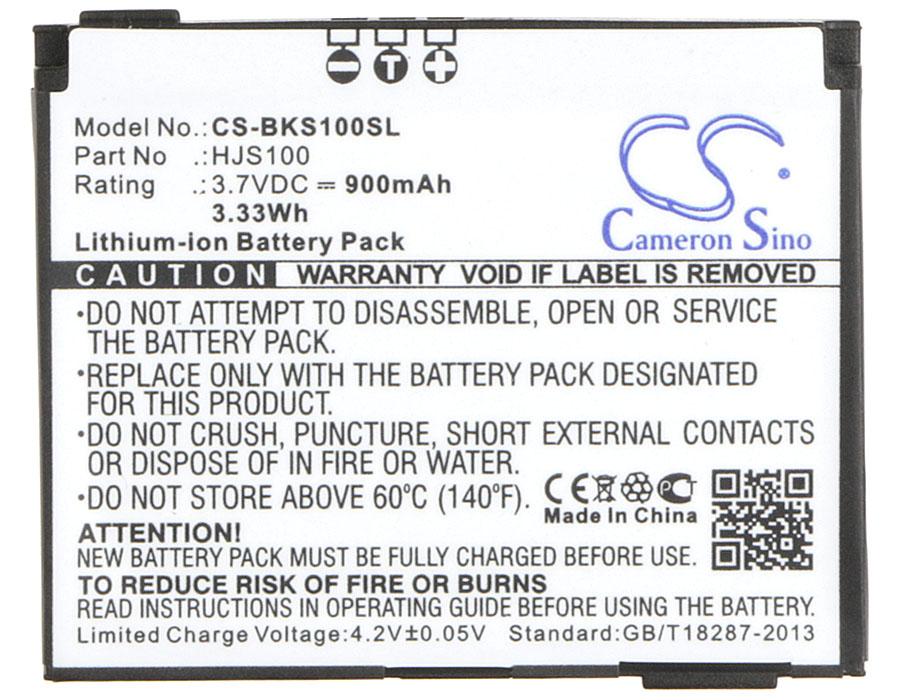 − T +
Model No.: CS-BKS100SL
Part No .: HJS100
Rating .: 3.7VDC ⎓ 900mAh
3.33Wh
Lithium-ion Battery Pack
CS
Cameron Sino
CAUTION WARRANTY VOID IF LABEL IS REMOVED
·DO NOT ATTEMPT TO DISASSEMBLE, OPEN OR SERVICE
THE BATTERY PACK.
·REPLACE ONLY WITH THE BATTERY PACK DESIGNATED
FOR THIS PRODUCT.
·DO NOT CRUSH, PUNCTURE, SHORT EXTERNAL CONTACTS
OR DISPOSE OF IN FIRE OR WATER.
·DO NOT STORE ABOVE 60°C (140°F).
CE PCT
Made In China
ATTENTION!
NEW BATTERY PACK MUST BE FULLY CHARGED BEFORE USE.
TO REDUCE RISK OF FIRE OR BURNS
READ INSTRUCTIONS IN OPERATING GUIDE BEFORE USING THE BATTERY.
Limited Charge Voltage:4.2V±0.05V Standard:GB/T18287-2013